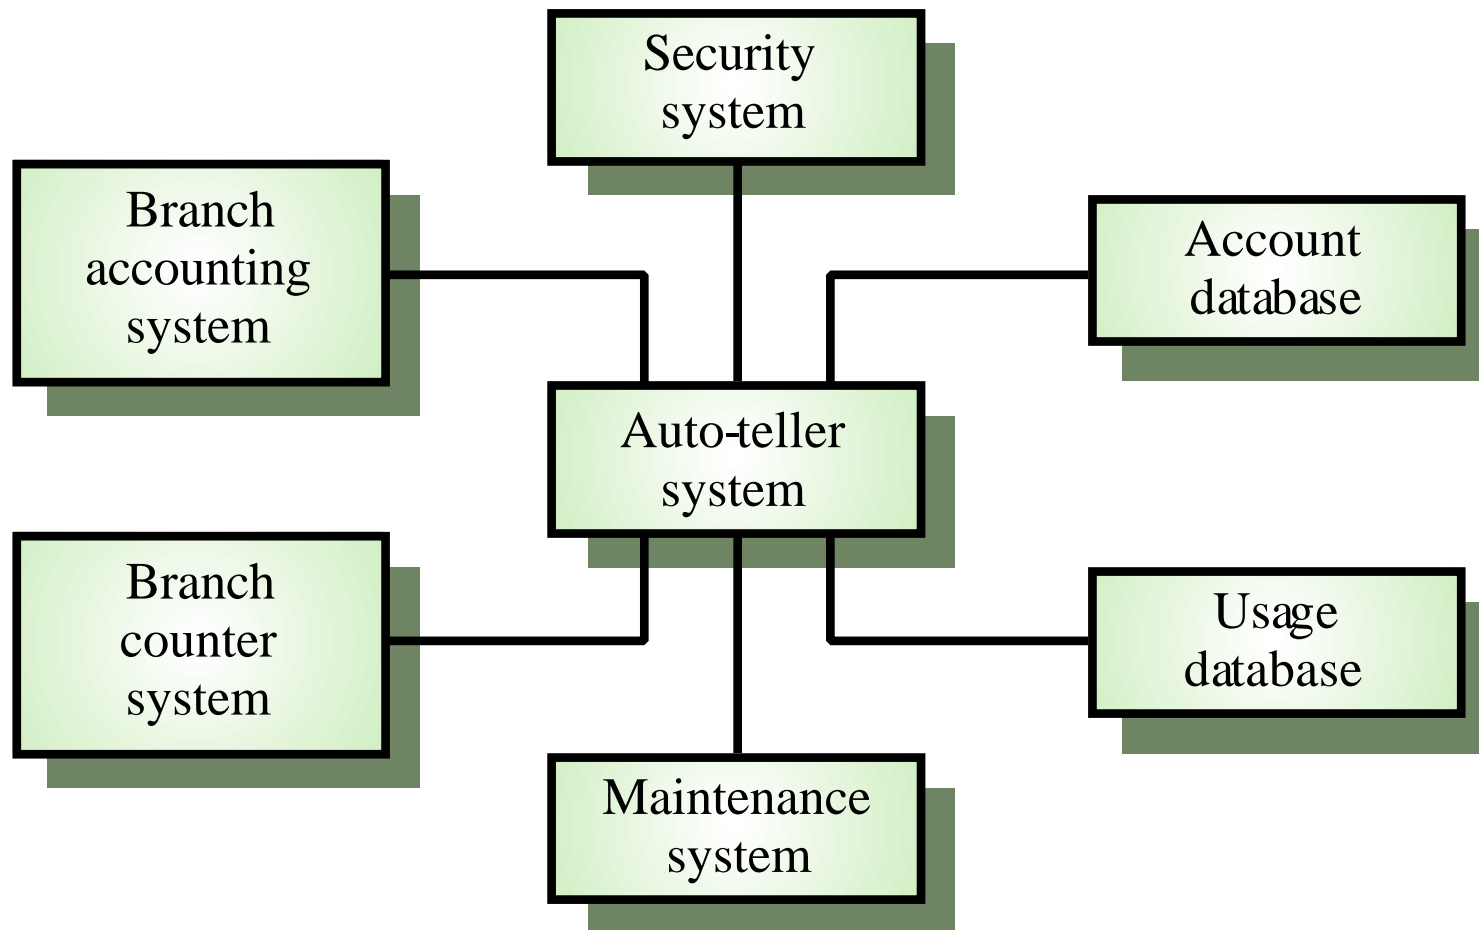 Security
system
Branch
accounting
system
Account
database
Auto-teller
system
Branch
counter
system
Usage
database
Maintenance
system